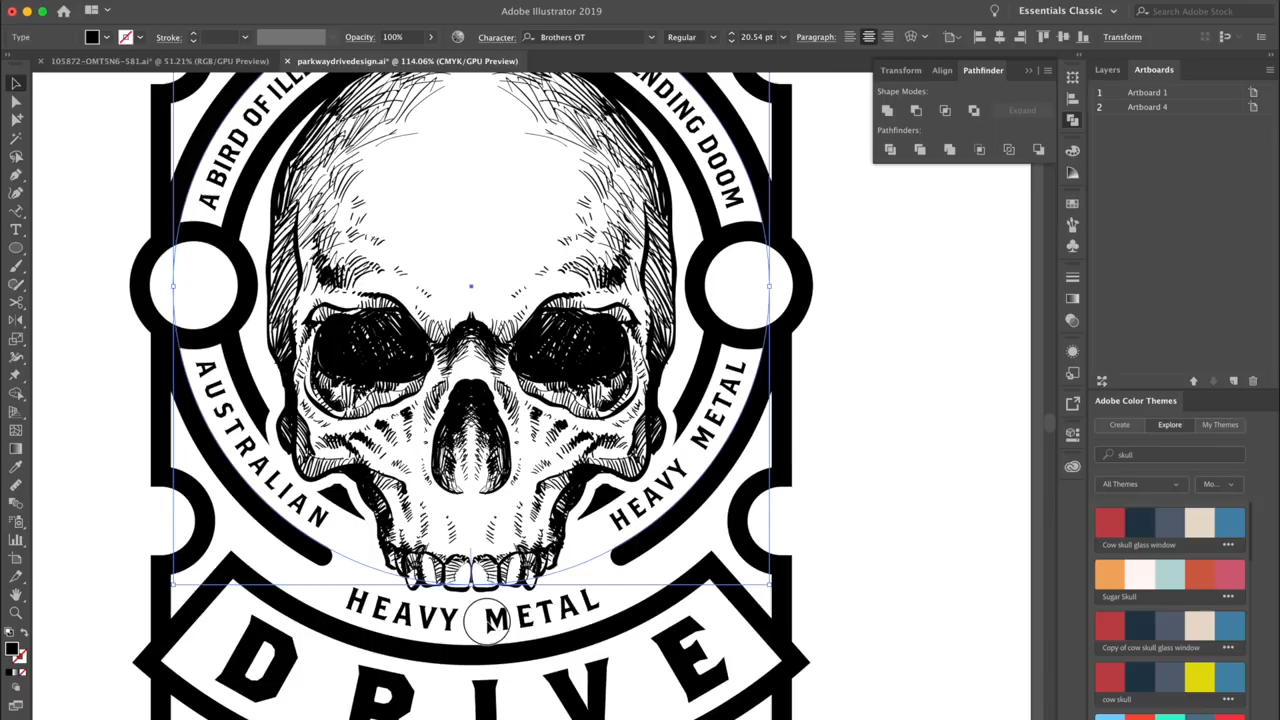 Adobe Illustrator 2019
Essentials Classic
Search Adobe Stock
Type
Stroke:
Opacity:
100%
Character:
Brothers OT
Regular
20.54 pt
Paragraph:
Transform
105872-OMT5N6-S81.ai* @ 51.21% (RGB/GPU Preview)
parkwaydrivedesign.ai* @ 114.06% (CMYK/GPU Preview)
Transform
Align
Pathfinder
Shape Modes:
Expand
Pathfinders:
Layers
Artboards
1 Artboard 1
2 Artboard 4
A BIRD OF ILL
ENDING DOOM
AUSTRALIAN
HEAVY METAL
HEAVY METAL
DRIVE
Adobe Color Themes
Create
Explore
My Themes
skull
All Themes
Mo...
Cow skull glass window
Sugar Skull
Copy of cow skull glass window
cow skull